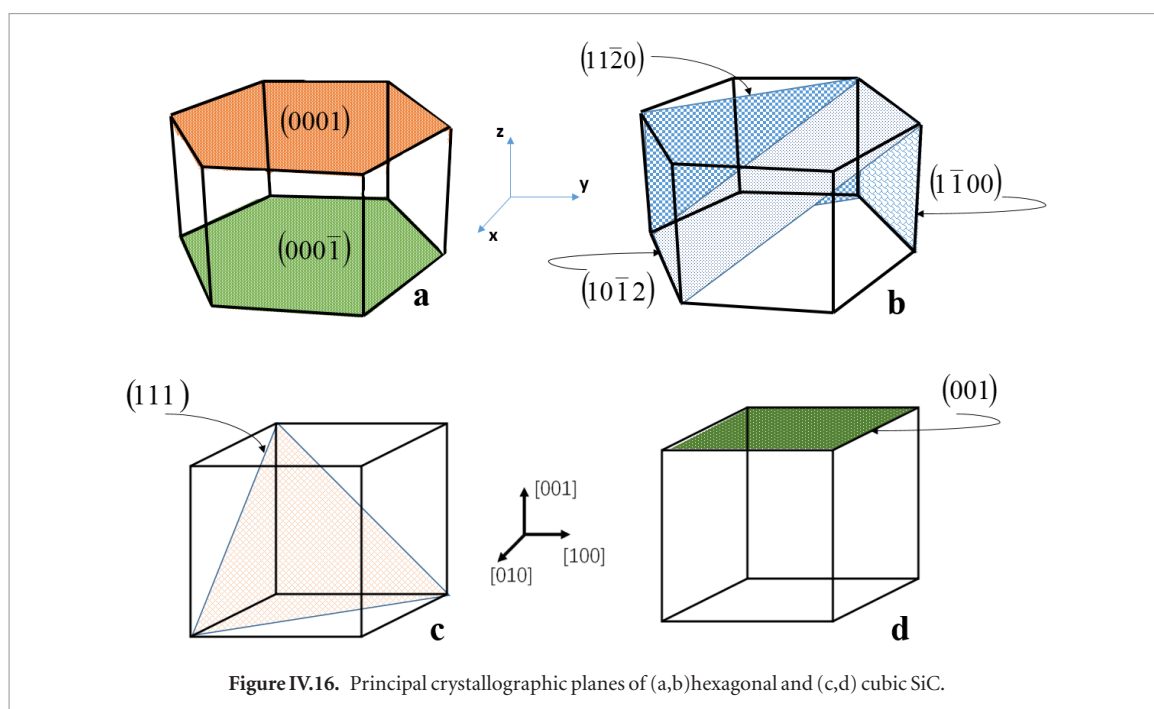 (112̅0)
(0001)
z
y
x
(11̅00)
(0001̅)
(101̅2)
a
b
(111)
(001)
[001]
[100]
[010]
c
d
Figure IV.16. Principal crystallographic planes of (a,b)hexagonal and (c,d) cubic SiC.